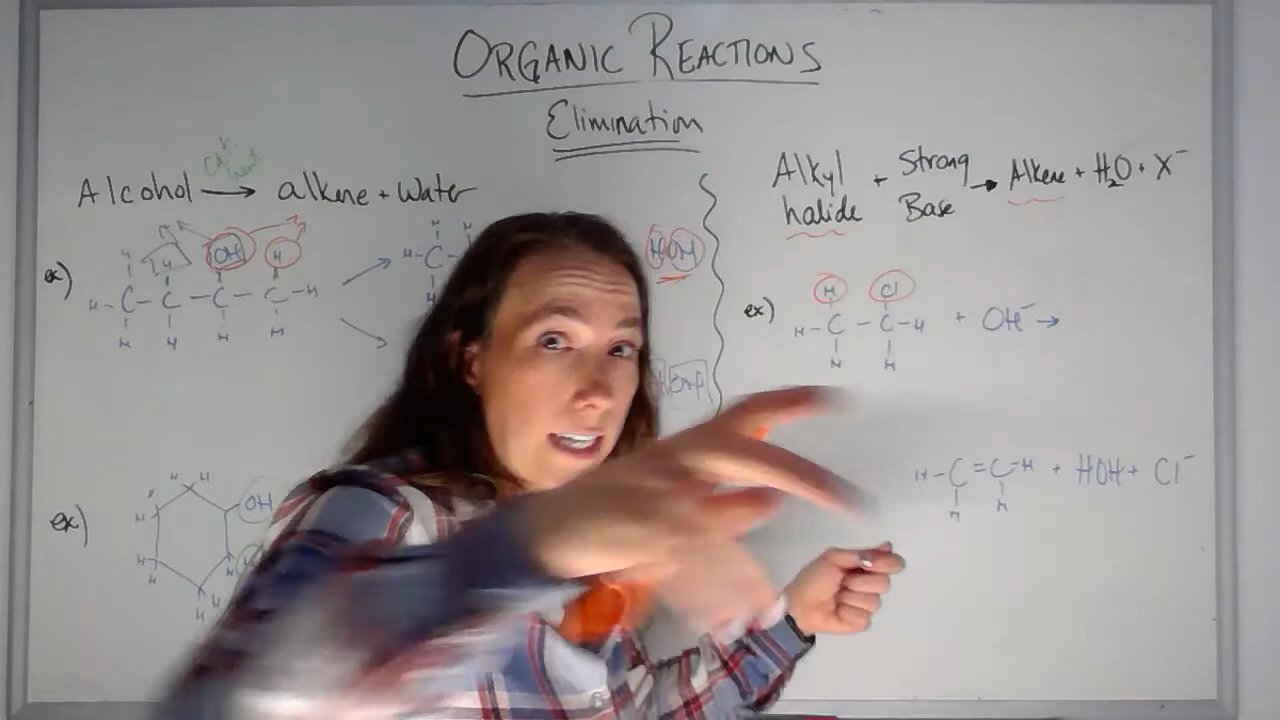 ORGANIC REACTIONS
Elimination
Alcohol → alkene + Water
Alkyl halide + Strong Base → Alkene + H₂O + X⁻
ex)
H OH H
H-C-C-C-C-H
H H H H
H-C-
H
HOH
ex)
H Cl
H-C-C-H + OH⁻ →
H H
H-C=C-H + HOH + Cl⁻
H H
ex)
H H
OH
H
H
H
H
H H